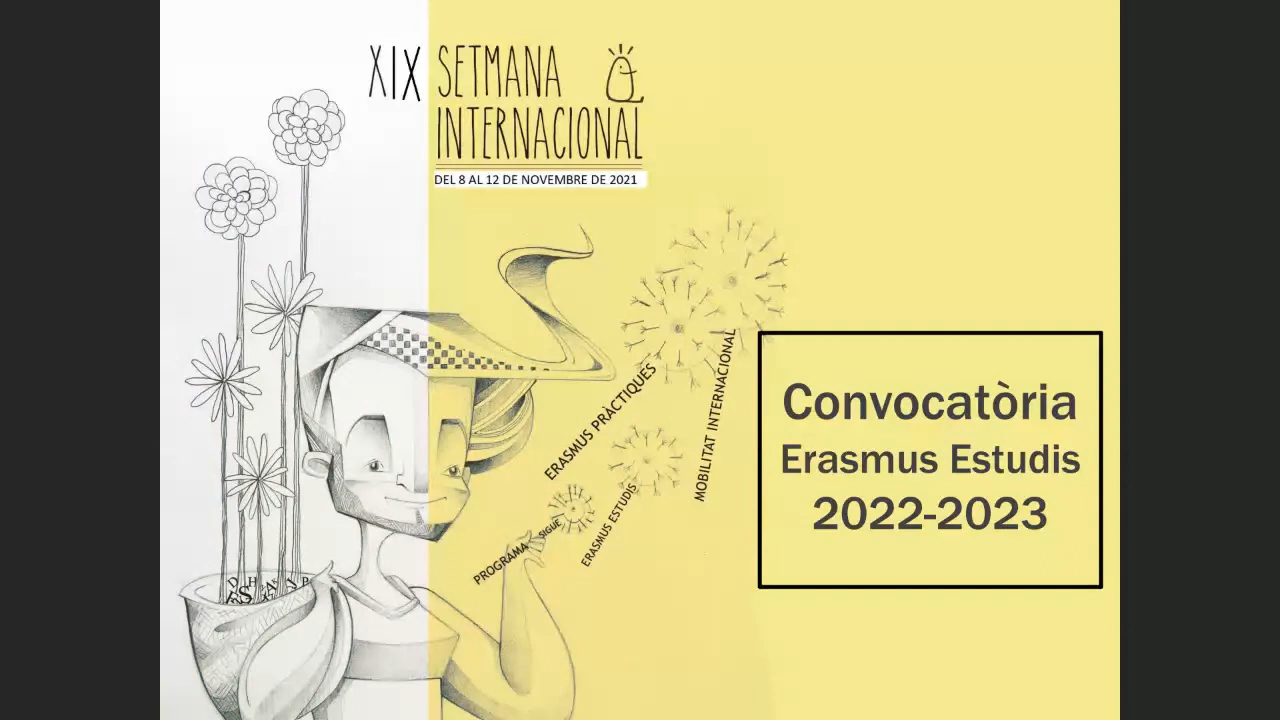 XIX SETMANA
INTERNACIONAL
DEL 8 AL 12 DE NOVEMBRE DE 2021
ERASMUS PRÀCTIQUES
MOBILITAT INTERNACIONAL
PROGRAMA SIGUE
ERASMUS ESTUDIS
Convocatòria
Erasmus Estudis
2022-2023